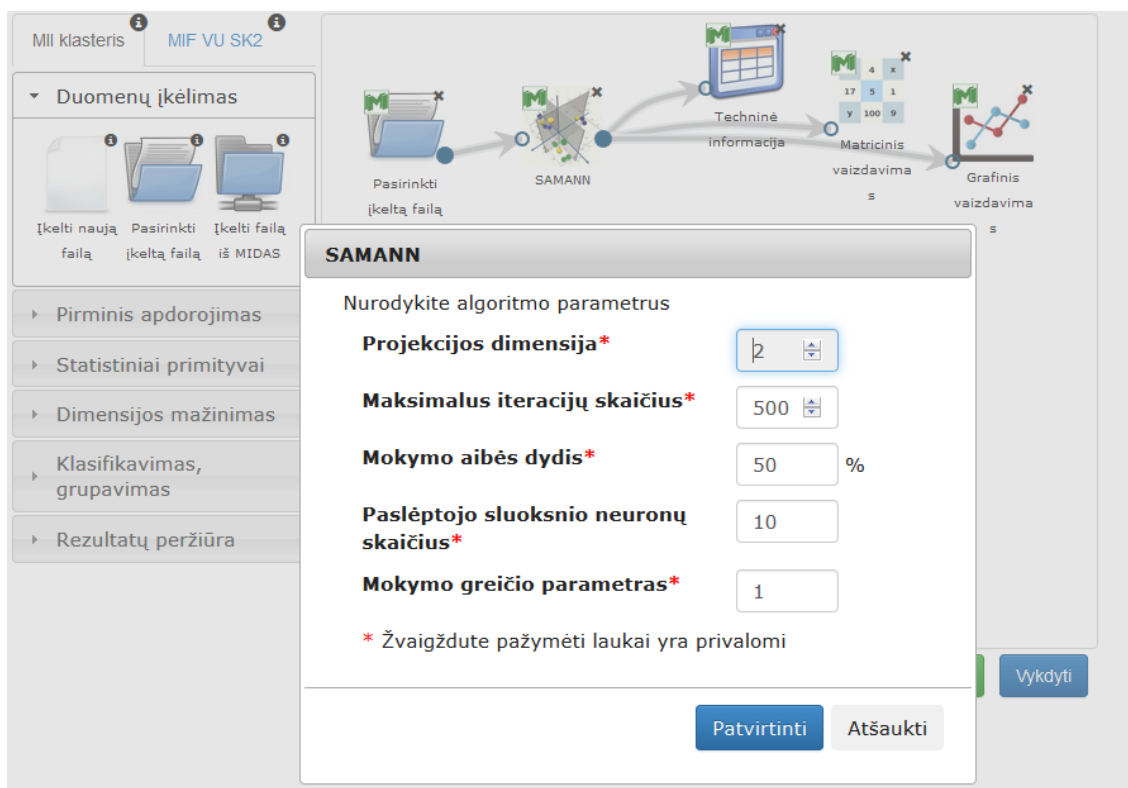 MII klasteris
MIF VU SK2
Duomenų įkėlimas
Įkelti naują
failą
Pasirinkti
įkeltą failą
Įkelti failą
iš MIDAS
Pirminis apdorojimas
Statistiniai primityvai
Dimensijos mažinimas
Klasifikavimas,
grupavimas
Rezultatų peržiūra
Pasirinkti
įkeltą failą
SAMANN
Techninė
informacija
4 x
17 5 1
y 100 9
Matricinis
vaizdavima
s
Grafinis
vaizdavima
s
SAMANN
Nurodykite algoritmo parametrus
Projekcijos dimensija* 2
Maksimalus iteracijų skaičius* 500
Mokymo aibės dydis* 50 %
Paslėptojo sluoksnio neuronų
skaičius* 10
Mokymo greičio parametras* 1
* Žvaigždute pažymėti laukai yra privalomi
Patvirtinti Atšaukti
Vykdyti